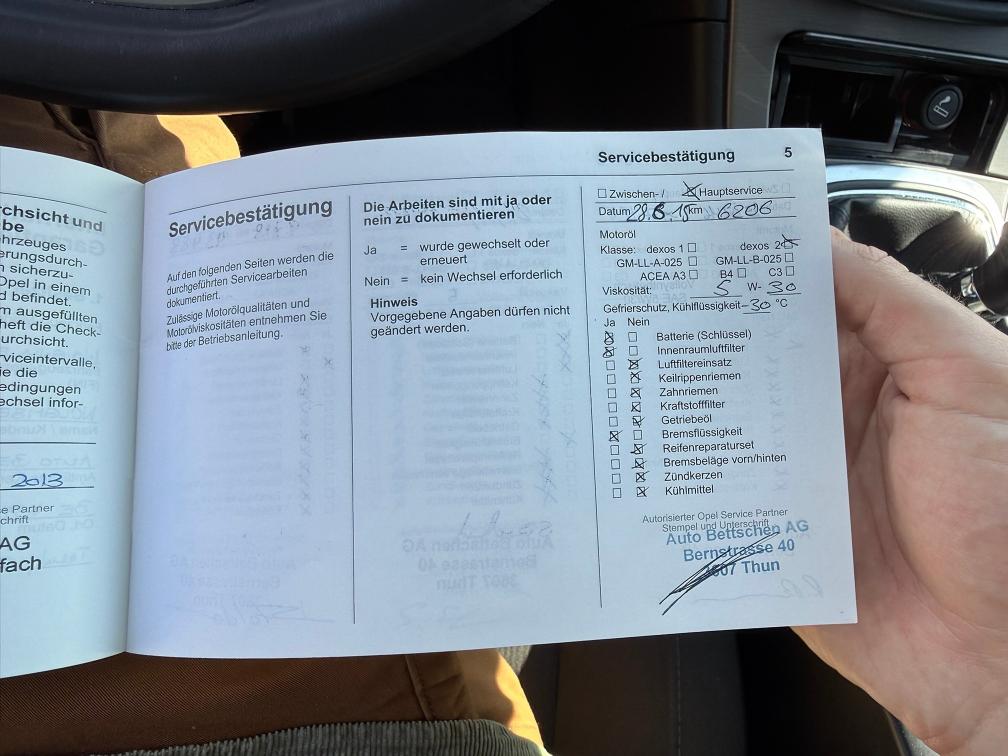 chsicht und
be
hrzeuges
erungsdurch-
n sicherzu-
Opel in einem
d befindet.
m ausgefüllten
heft die Check-
urchsicht.
rviceintervalle,
ie die
edingungen
echsel infor-
2013
e Partner
chrift
AG
fach
Servicebestätigung
Auf den folgenden Seiten werden die
durchgeführten Servicearbeiten
dokumentiert.
Zulässige Motorölqualitäten und
Motorölviskositäten entnehmen Sie
bitte der Betriebsanleitung.
Die Arbeiten sind mit ja oder
nein zu dokumentieren
Ja = wurde gewechselt oder
erneuert
Nein = kein Wechsel erforderlich
Hinweis
Vorgegebene Angaben dürfen nicht
geändert werden.
Servicebestätigung 5
Zwischen- / Hauptservice
Datum km 6206
Motoröl
Klasse: dexos 1 dexos 2
GM-LL-A-025 GM-LL-B-025
ACEA A3 B4 C3
Viskosität: 5 W- 30
Gefrierschutz, Kühlflüssigkeit -30 °C
Ja Nein
Batterie (Schlüssel)
Innenraumluftfilter
Luftfiltereinsatz
Keilrippenriemen
Zahnriemen
Kraftstofffilter
Getriebeöl
Bremsflüssigkeit
Reifenreparaturset
Bremsbeläge vorn/hinten
Zündkerzen
Kühlmittel
Autorisierter Opel Service Partner
Stempel und Unterschrift
Auto Bettschen AG
Bernstrasse 40
3607 Thun